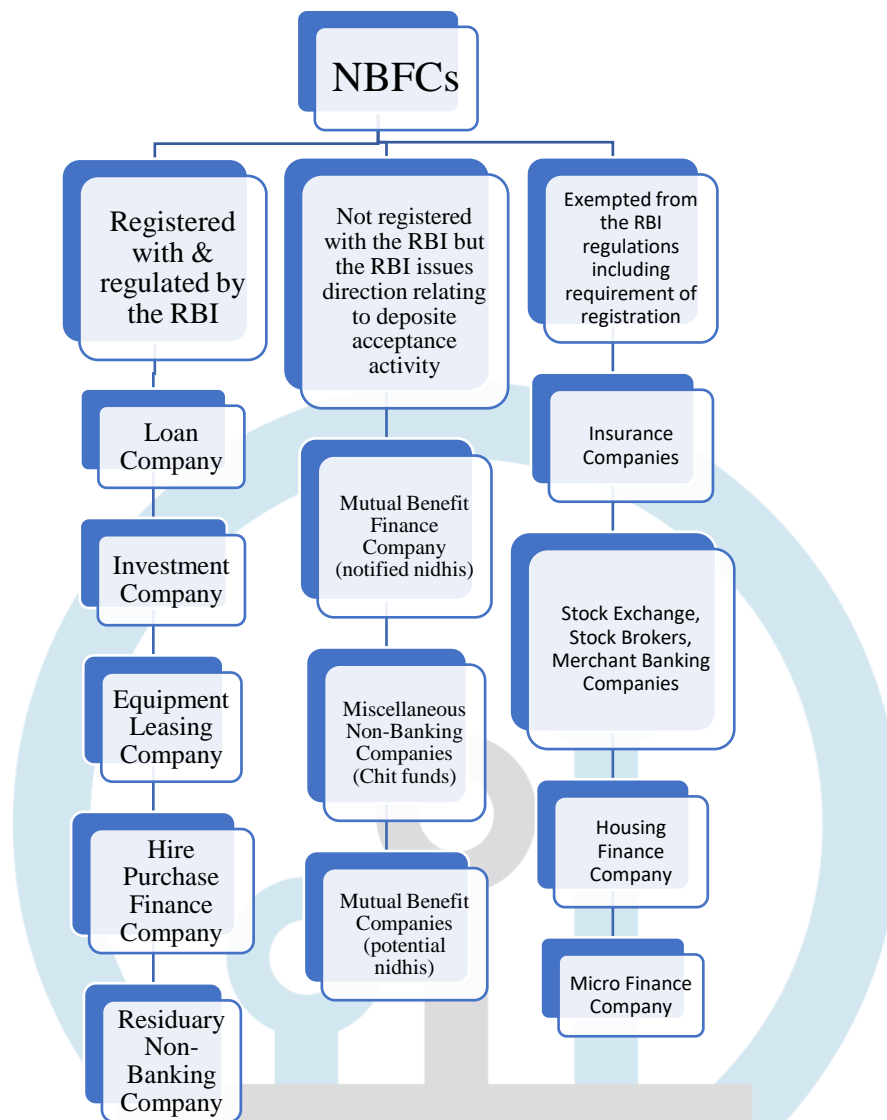 NBFCs
Registered
with &
regulated by
the RBI
Loan
Company
Investment
Company
Equipment
Leasing
Company
Hire
Purchase
Finance
Company
Residuary
Non-
Banking
Company
Not registered
with the RBI but
the RBI issues
direction relating
to deposite
acceptance
activity
Mutual Benefit
Finance
Company
(notified nidhis)
Miscellaneous
Non-Banking
Companies
(Chit funds)
Mutual Benefit
Companies
(potential
nidhis)
Exempted from
the RBI
regulations
including
requirement of
registration
Insurance
Companies
Stock Exchange,
Stock Brokers,
Merchant Banking
Companies
Housing
Finance
Company
Micro Finance
Company